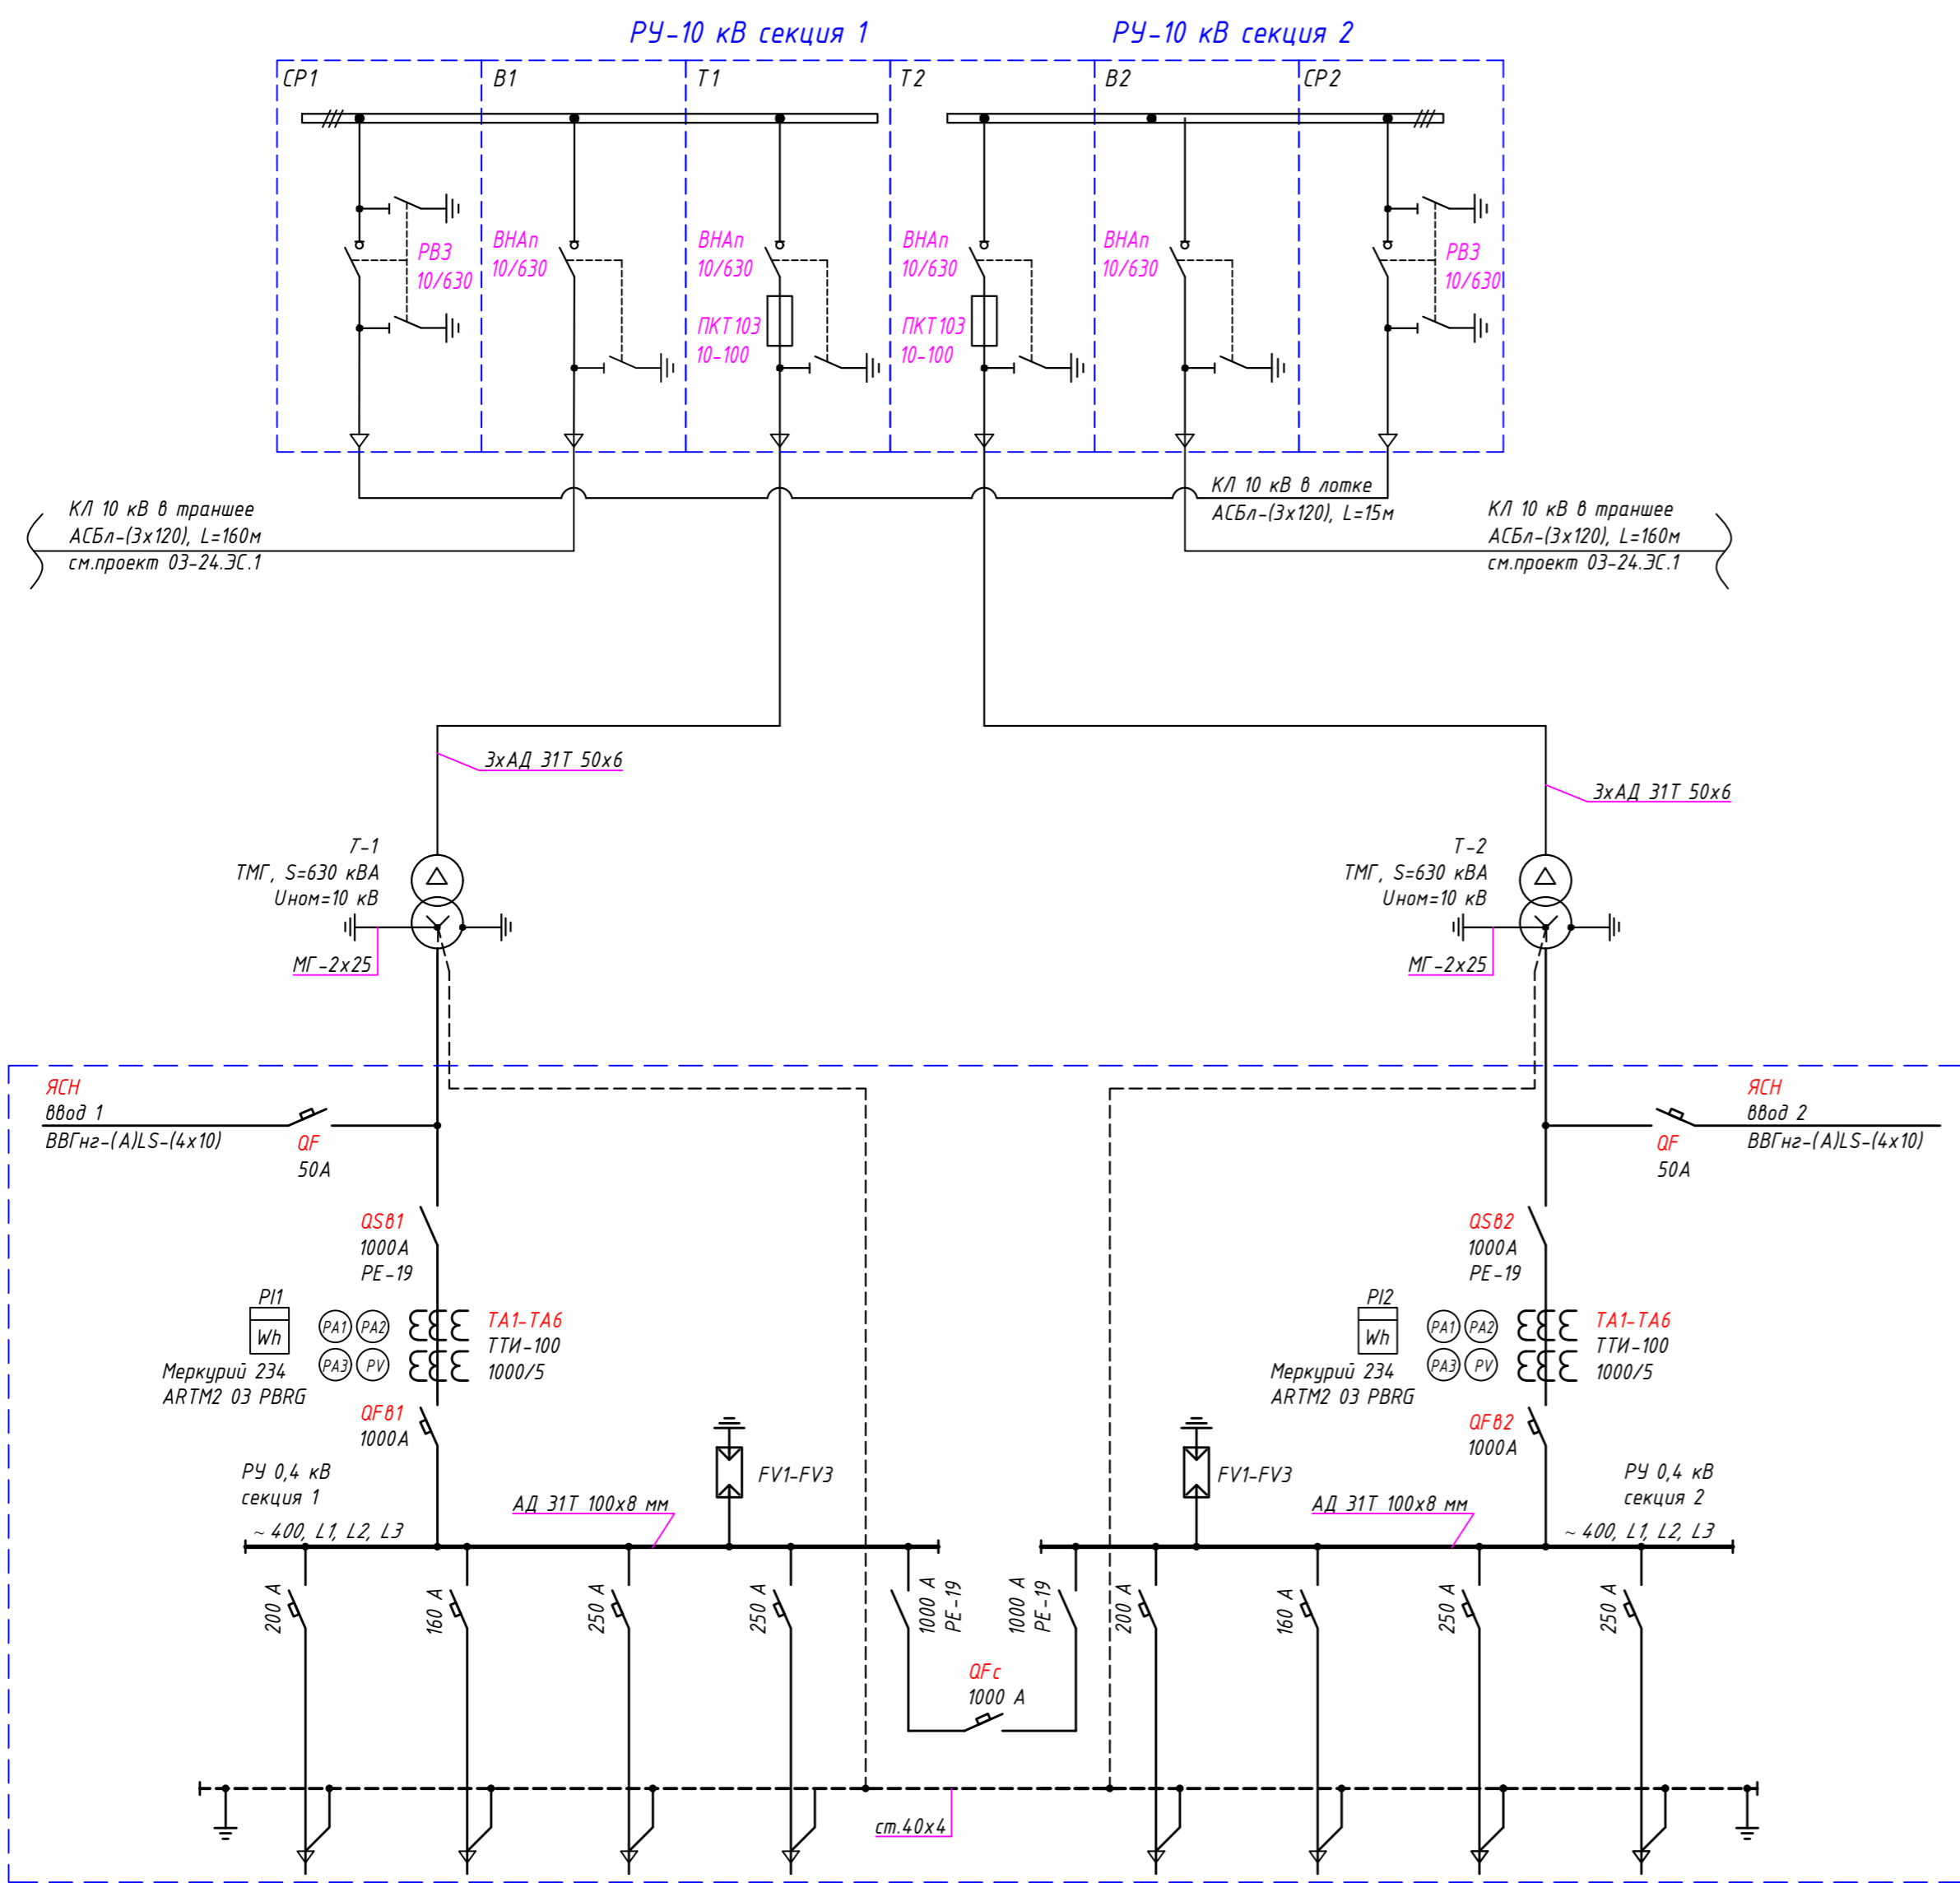 РУ-10 кВ секция 1
РУ-10 кВ секция 2
СР1
В1
Т1
Т2
В2
СР2
РВЗ
10/630
ВНАп
10/630
ВНАп
10/630
ПКТ103
10-100
ВНАп
10/630
ПКТ103
10-100
ВНАп
10/630
РВЗ
10/630
КЛ 10 кВ в траншее
АСБл-(3х120), L=160м
см.проект 03-24.ЭС.1
КЛ 10 кВ в лотке
АСБл-(3х120), L=15м
КЛ 10 кВ в траншее
АСБл-(3х120), L=160м
см.проект 03-24.ЭС.1
3хАД 31Т 50х6
3хАД 31Т 50х6
Т-1
ТМГ, S=630 кВА
Uном=10 кВ
МГ-2х25
Т-2
ТМГ, S=630 кВА
Uном=10 кВ
МГ-2х25
ЯСН
ввод 1
ВВГнг-(А)LS-(4х10)
QF
50А
ЯСН
ввод 2
ВВГнг-(А)LS-(4х10)
QF
50А
QSв1
1000А
РЕ-19
QSв2
1000А
РЕ-19
PI1
Wh
PA1
PA2
PA3
PV
Меркурий 234
ARTM2 03 PBRG
ТА1-ТА6
ТТИ-100
1000/5
PI2
Wh
PA1
PA2
PA3
PV
Меркурий 234
ARTM2 03 PBRG
ТА1-ТА6
ТТИ-100
1000/5
QFв1
1000А
QFв2
1000А
РУ 0,4 кВ
секция 1
~ 400, L1, L2, L3
АД 31Т 100х8 мм
FV1-FV3
FV1-FV3
АД 31Т 100х8 мм
РУ 0,4 кВ
секция 2
~ 400, L1, L2, L3
200 А
160 А
250 А
250 А
1000 А
РЕ-19
1000 А
РЕ-19
200 А
160 А
250 А
250 А
QFс
1000 А
ст.40х4